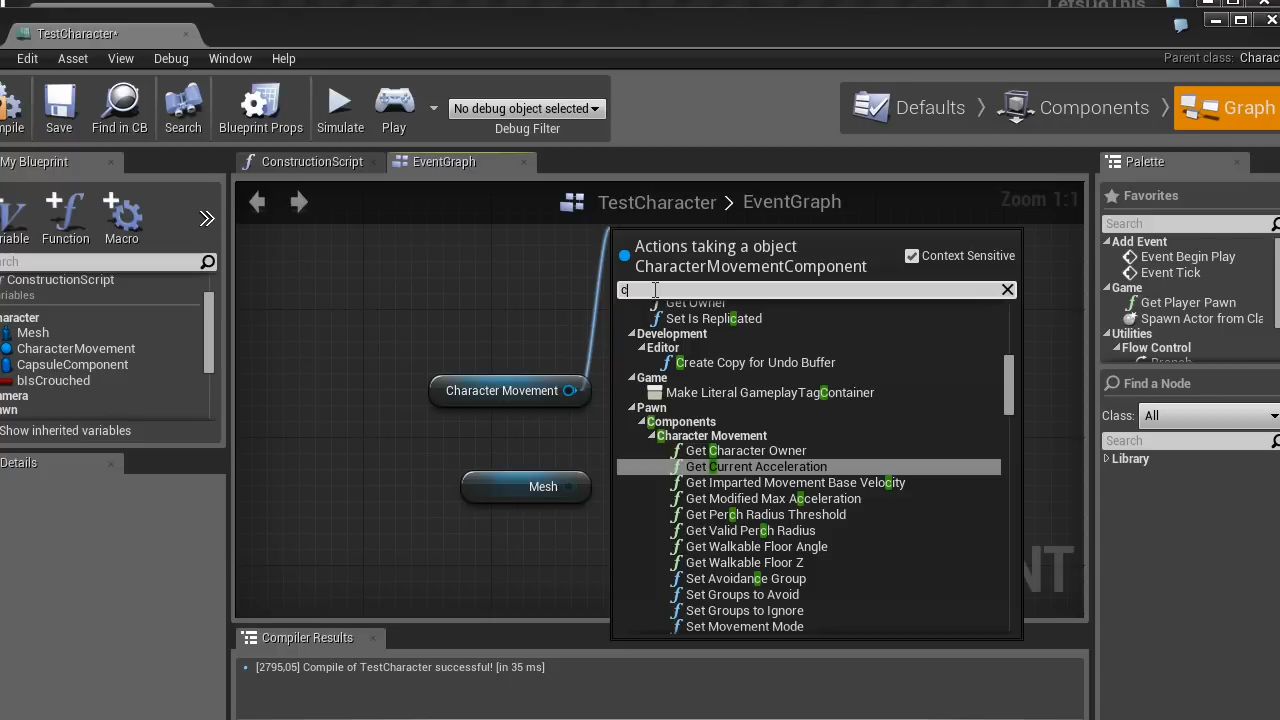 LetsDoThis
TestCharacter*
Edit Asset View Debug Window Help
Parent class: Charac
mpile Save Find in CB Search Blueprint Props Simulate Play
No debug object selected
Debug Filter
Defaults Components Graph
My Blueprint
ConstructionScript EventGraph Palette
TestCharacter > EventGraph
Zoom 1:1
riable Function Macro
arch
ConstructionScript
ariables
haracter
Mesh
CharacterMovement
CapsuleComponent
bIsCrouched
amera
awn
Show inherited variables
Details
Character Movement
Mesh
Actions taking a object
CharacterMovementComponent
Context Sensitive
c
Get Owner
Set Is Replicated
Development
Editor
Create Copy for Undo Buffer
Game
Make Literal GameplayTagContainer
Pawn
Components
Character Movement
Get Character Owner
Get Current Acceleration
Get Imparted Movement Base Velocity
Get Modified Max Acceleration
Get Perch Radius Threshold
Get Valid Perch Radius
Get Walkable Floor Angle
Get Walkable Floor Z
Set Avoidance Group
Set Groups to Avoid
Set Groups to Ignore
Set Movement Mode
NT
Favorites
Search
Add Event
Event Begin Play
Event Tick
Game
Get Player Pawn
Spawn Actor from Cla
Utilities
Flow Control
Branch
Find a Node
Class: All
Search
Library
Compiler Results
[2795,05] Compile of TestCharacter successful! [in 35 ms]